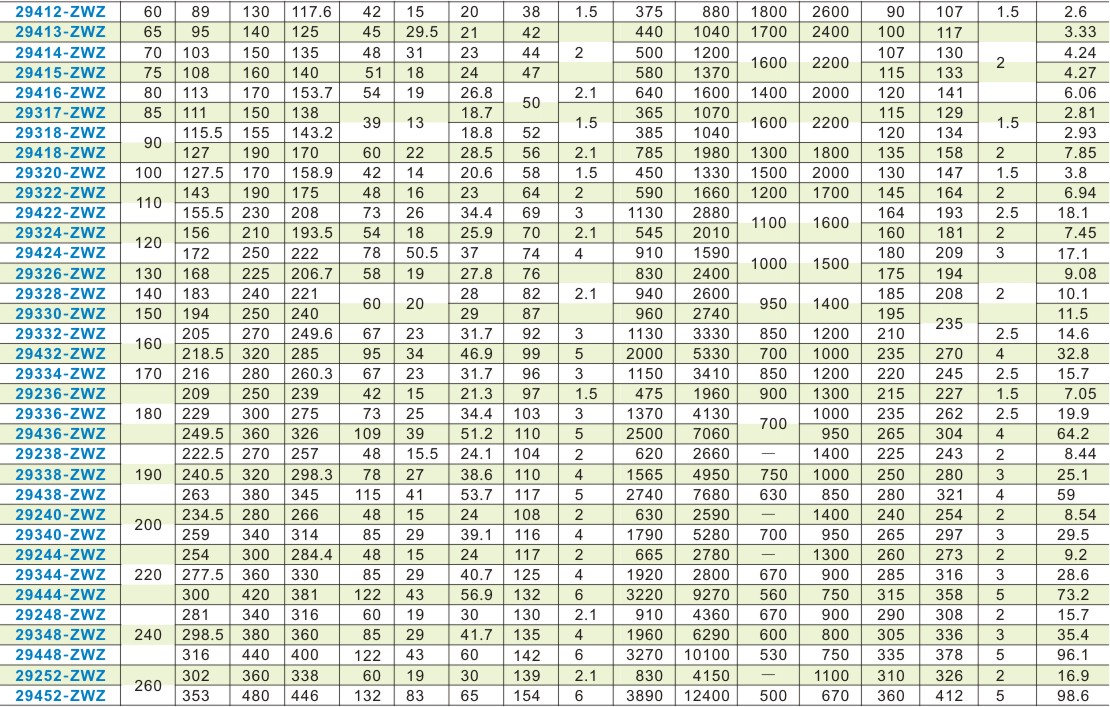 29412-ZWZ 60 89 130 117.6 42 15 20 38 1.5 375 880 1800 2600 90 107 1.5 2.6
29413-ZWZ 65 95 140 125 45 29.5 21 42 440 1040 1700 2400 100 117 3.33
29414-ZWZ 70 103 150 135 48 31 23 44 2 500 1200 1600 2200 107 130 2 4.24
29415-ZWZ 75 108 160 140 51 18 24 47 580 1370 115 133 4.27
29416-ZWZ 80 113 170 153.7 54 19 26.8 50 2.1 640 1600 1400 2000 120 141 6.06
29317-ZWZ 85 111 150 138 39 13 18.7 1.5 365 1070 1600 2200 115 129 1.5 2.81
29318-ZWZ 90 115.5 155 143.2 18.8 52 385 1040 120 134 2.93
29418-ZWZ 127 190 170 60 22 28.5 56 2.1 785 1980 1300 1800 135 158 2 7.85
29320-ZWZ 100 127.5 170 158.9 42 14 20.6 58 1.5 450 1330 1500 2000 130 147 1.5 3.8
29322-ZWZ 110 143 190 175 48 16 23 64 2 590 1660 1200 1700 145 164 2 6.94
29422-ZWZ 155.5 230 208 73 26 34.4 69 3 1130 2880 1100 1600 164 193 2.5 18.1
29324-ZWZ 120 156 210 193.5 54 18 25.9 70 2.1 545 2010 160 181 2 7.45
29424-ZWZ 172 250 222 78 50.5 37 74 4 910 1590 1000 1500 180 209 3 17.1
29326-ZWZ 130 168 225 206.7 58 19 27.8 76 830 2400 175 194 9.08
29328-ZWZ 140 183 240 221 60 20 28 82 2.1 940 2600 950 1400 185 208 2 10.1
29330-ZWZ 150 194 250 240 29 87 960 2740 195 235 11.5
29332-ZWZ 160 205 270 249.6 67 23 31.7 92 3 1130 3330 850 1200 210 2.5 14.6
29432-ZWZ 218.5 320 285 95 34 46.9 99 5 2000 5330 700 1000 235 270 4 32.8
29334-ZWZ 170 216 280 260.3 67 23 31.7 96 3 1150 3410 850 1200 220 245 2.5 15.7
29236-ZWZ 209 250 239 42 15 21.3 97 1.5 475 1960 900 1300 215 227 1.5 7.05
29336-ZWZ 180 229 300 275 73 25 34.4 103 3 1370 4130 700 1000 235 262 2.5 19.9
29436-ZWZ 249.5 360 326 109 39 51.2 110 5 2500 7060 950 265 304 4 64.2
29238-ZWZ 222.5 270 257 48 15.5 24.1 104 2 620 2660 — 1400 225 243 2 8.44
29338-ZWZ 190 240.5 320 298.3 78 27 38.6 110 4 1565 4950 750 1000 250 280 3 25.1
29438-ZWZ 263 380 345 115 41 53.7 117 5 2740 7680 630 850 280 321 4 59
29240-ZWZ 200 234.5 280 266 48 15 24 108 2 630 2590 — 1400 240 254 2 8.54
29340-ZWZ 259 340 314 85 29 39.1 116 4 1790 5280 700 950 265 297 3 29.5
29244-ZWZ 254 300 284.4 48 15 24 117 2 665 2780 — 1300 260 273 2 9.2
29344-ZWZ 220 277.5 360 330 85 29 40.7 125 4 1920 2800 670 900 285 316 3 28.6
29444-ZWZ 300 420 381 122 43 56.9 132 6 3220 9270 560 750 315 358 5 73.2
29248-ZWZ 281 340 316 60 19 30 130 2.1 910 4360 670 900 290 308 2 15.7
29348-ZWZ 240 298.5 380 360 85 29 41.7 135 4 1960 6290 600 800 305 336 3 35.4
29448-ZWZ 316 440 400 122 43 60 142 6 3270 10100 530 750 335 378 5 96.1
29252-ZWZ 260 302 360 338 60 19 30 139 2.1 830 4150 — 1100 310 326 2 16.9
29452-ZWZ 353 480 446 132 83 65 154 6 3890 12400 500 670 360 412 5 98.6